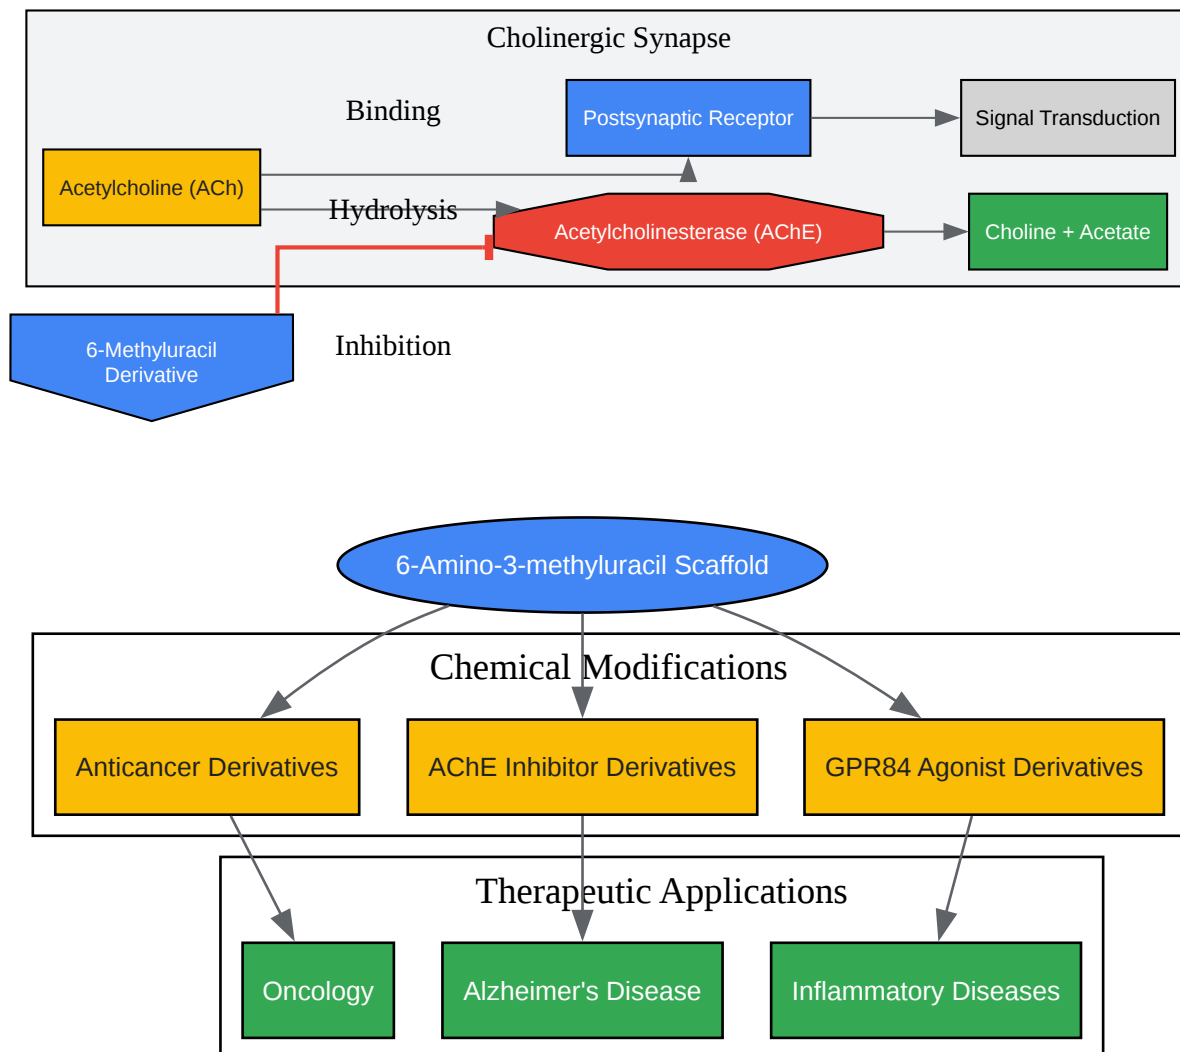 Cholinergic Synapse
Binding
Postsynaptic Receptor
Signal Transduction
Acetylcholine (ACh)
Hydrolysis
Acetylcholinesterase (AChE)
Choline + Acetate
6-Methyluracil
Derivative
Inhibition
6-Amino-3-methyluracil Scaffold
Chemical Modifications
Anticancer Derivatives
AChE Inhibitor Derivatives
GPR84 Agonist Derivatives
Therapeutic Applications
Oncology
Alzheimer's Disease
Inflammatory Diseases